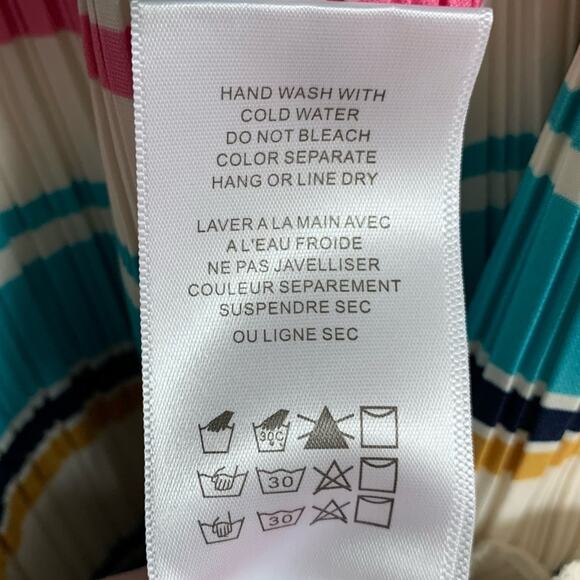 HAND WASH WITH
COLD WATER
DO NOT BLEACH
COLOR SEPARATE
HANG OR LINE DRY
LAVER A LA MAIN AVEC
A L'EAU FROIDE
NE PAS JAVELLISER
COULEUR SEPAREMENT
SUSPENDRE SEC
OU LIGNE SEC
30C
30
30